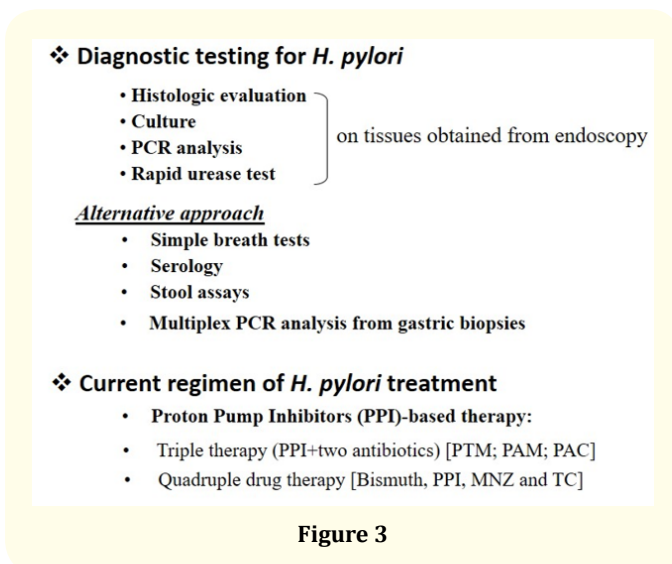 ❖ Diagnostic testing for H. pylori
• Histologic evaluation
• Culture
• PCR analysis
• Rapid urease test
on tissues obtained from endoscopy
Alternative approach
• Simple breath tests
• Serology
• Stool assays
• Multiplex PCR analysis from gastric biopsies
❖ Current regimen of H. pylori treatment
• Proton Pump Inhibitors (PPI)-based therapy:
• Triple therapy (PPI+two antibiotics) [PTM; PAM; PAC]
• Quadruple drug therapy [Bismuth, PPI, MNZ and TC]
Figure 3